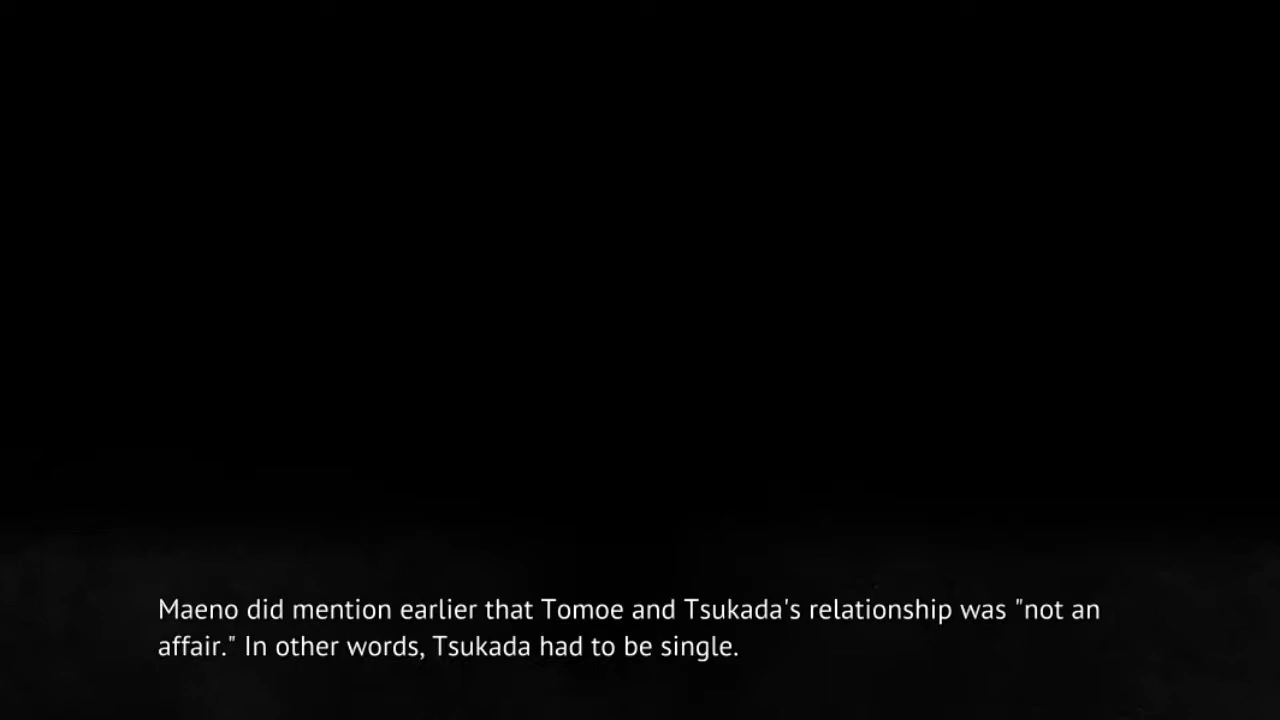 Maeno did mention earlier that Tomoe and Tsukada's relationship was "not an
affair." In other words, Tsukada had to be single.